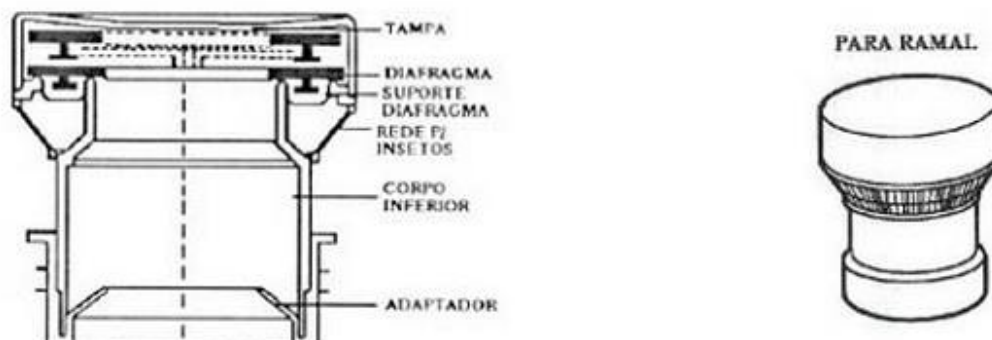 TAMPA
DIAFRAGMA
SUPORTE
DIAFRAGMA
REDE P/
INSETOS
CORPO
INFERIOR
ADAPTADOR
PARA RAMAL